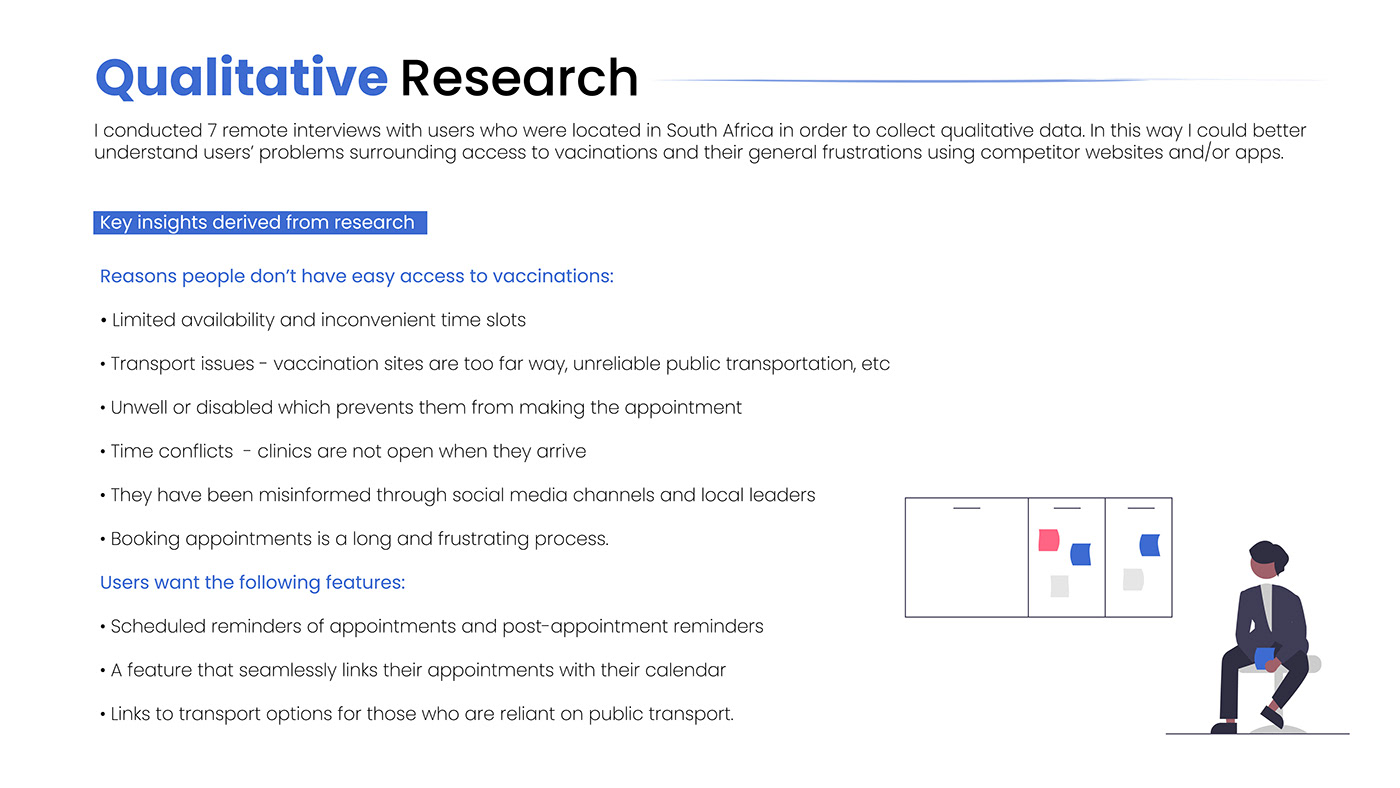 Qualitative Research
I conducted 7 remote interviews with users who were located in South Africa in order to collect qualitative data. In this way I could better
understand users’ problems surrounding access to vacinations and their general frustrations using competitor websites and/or apps.
Key insights derived from research
Reasons people don’t have easy access to vaccinations:
• Limited availability and inconvenient time slots
• Transport issues - vaccination sites are too far way, unreliable public transportation, etc
• Unwell or disabled which prevents them from making the appointment
• Time conflicts  - clinics are not open when they arrive
• They have been misinformed through social media channels and local leaders
• Booking appointments is a long and frustrating process.
Users want the following features:
• Scheduled reminders of appointments and post-appointment reminders
• A feature that seamlessly links their appointments with their calendar
• Links to transport options for those who are reliant on public transport.